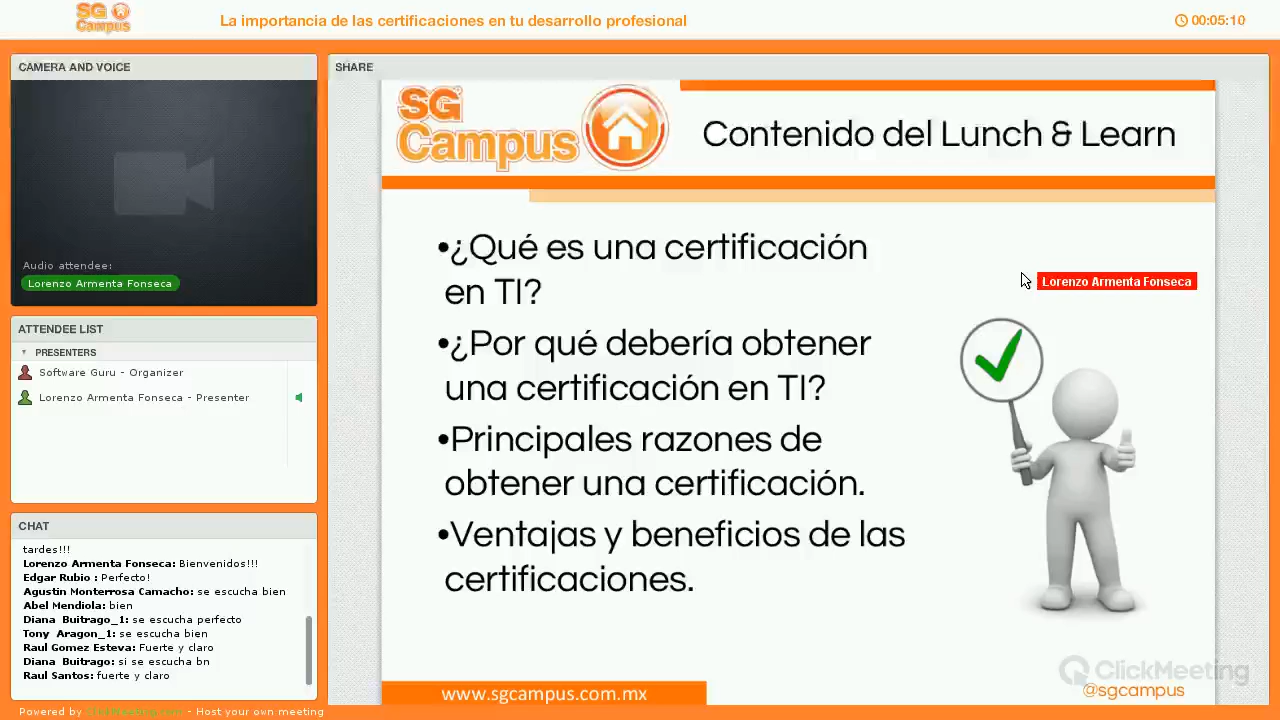 SG
Campus
La importancia de las certificaciones en tu desarrollo profesional
00:05:10
CAMERA AND VOICE
Audio attendee:
Lorenzo Armenta Fonseca
ATTENDEE LIST
PRESENTERS
Software Guru - Organizer
Lorenzo Armenta Fonseca - Presenter
CHAT
tardes!!!
Lorenzo Armenta Fonseca: Bienvenidos!!!
Edgar Rubio : Perfecto!
Agustin Monterrosa Camacho: se escucha bien
Abel Mendiola: bien
Diana Buitrago_1: se escucha perfecto
Tony Aragon_1: se escucha bien
Raul Gomez Esteva: Fuerte y claro
Diana Buitrago: si se escucha bn
Raul Santos: fuerte y claro
Powered by ClickMeeting.com - Host your own meeting
SHARE
SG
Campus
Contenido del Lunch & Learn
•¿Qué es una certificación
en TI?
•¿Por qué debería obtener
una certificación en TI?
•Principales razones de
obtener una certificación.
•Ventajas y beneficios de las
certificaciones.
Lorenzo Armenta Fonseca
www.sgcampus.com.mx
ClickMeeting
@sgcampus